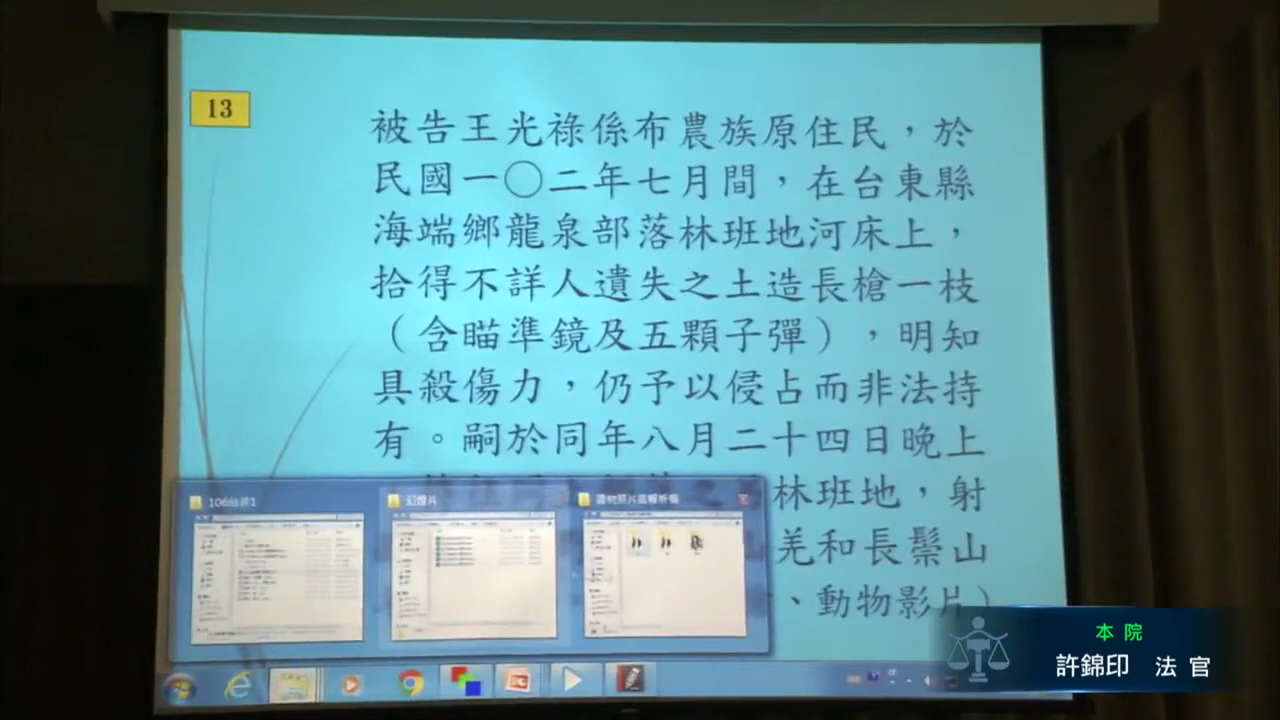 13
被告王光祿係布農族原住民，於
民國一〇二年七月間，在台東縣
海端鄉龍泉部落林班地河床上，
拾得不詳人遺失之土造長槍一枝
（含瞄準鏡及五顆子彈），明知
具殺傷力，仍予以侵占而非法持
有。嗣於同年八月二十四日晚上
林班地，射
羌和長鬃山
、動物影片）
幻燈片
本院
許錦印 法官